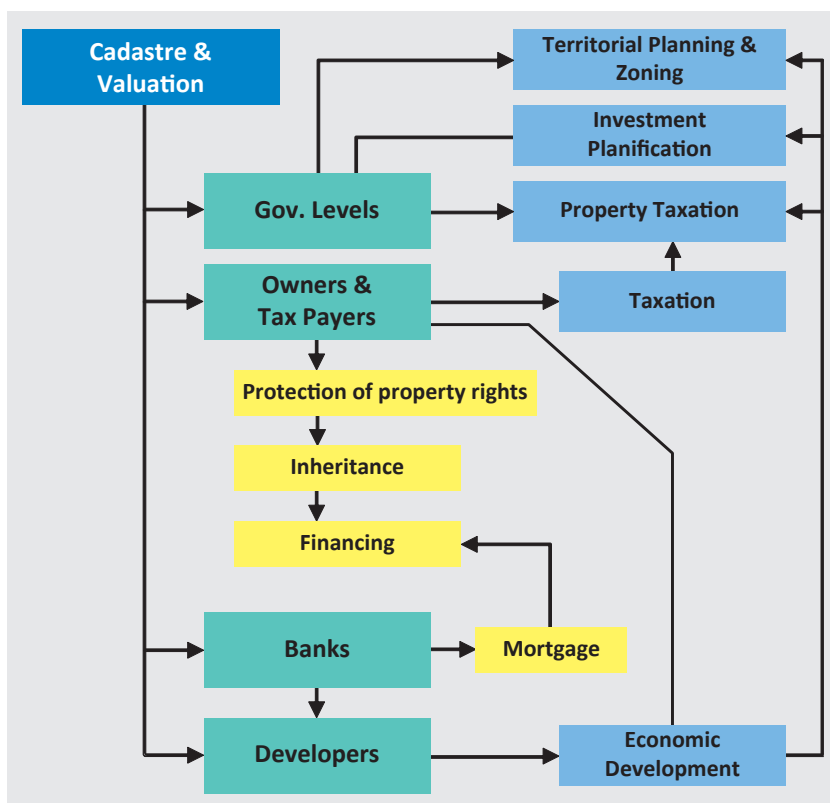 Cadastre &
Valuation
Territorial Planning &
Zoning
Investment
Planification
Gov. Levels
Property Taxation
Owners &
Tax Payers
Taxation
Protection of property rights
Inheritance
Financing
Banks
Mortgage
Developers
Economic
Development